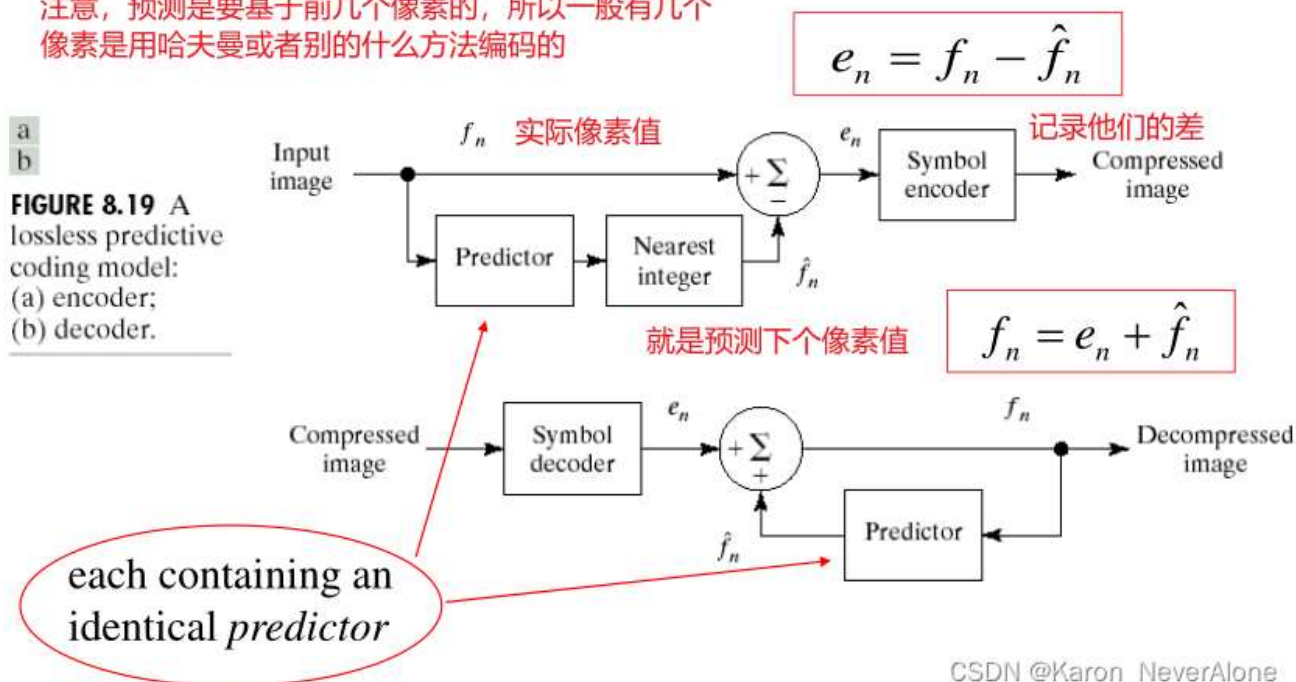 注意，预测是要基于前几个像素的，所以一般有几个
像素是用哈夫曼或者别的什么方法编码的
e_n = f_n − f̂_n
a
b
FIGURE 8.19 A
lossless predictive
coding model:
(a) encoder;
(b) decoder.
Input
image
f_n 实际像素值
Predictor
Nearest
integer
+ Σ −
f̂_n
e_n
Symbol
encoder
记录他们的差
Compressed
image
就是预测下个像素值
f_n = e_n + f̂_n
Compressed
image
Symbol
decoder
e_n
+ Σ +
f̂_n
Predictor
f_n
Decompressed
image
each containing an
identical predictor
CSDN @Karon_NeverAlone